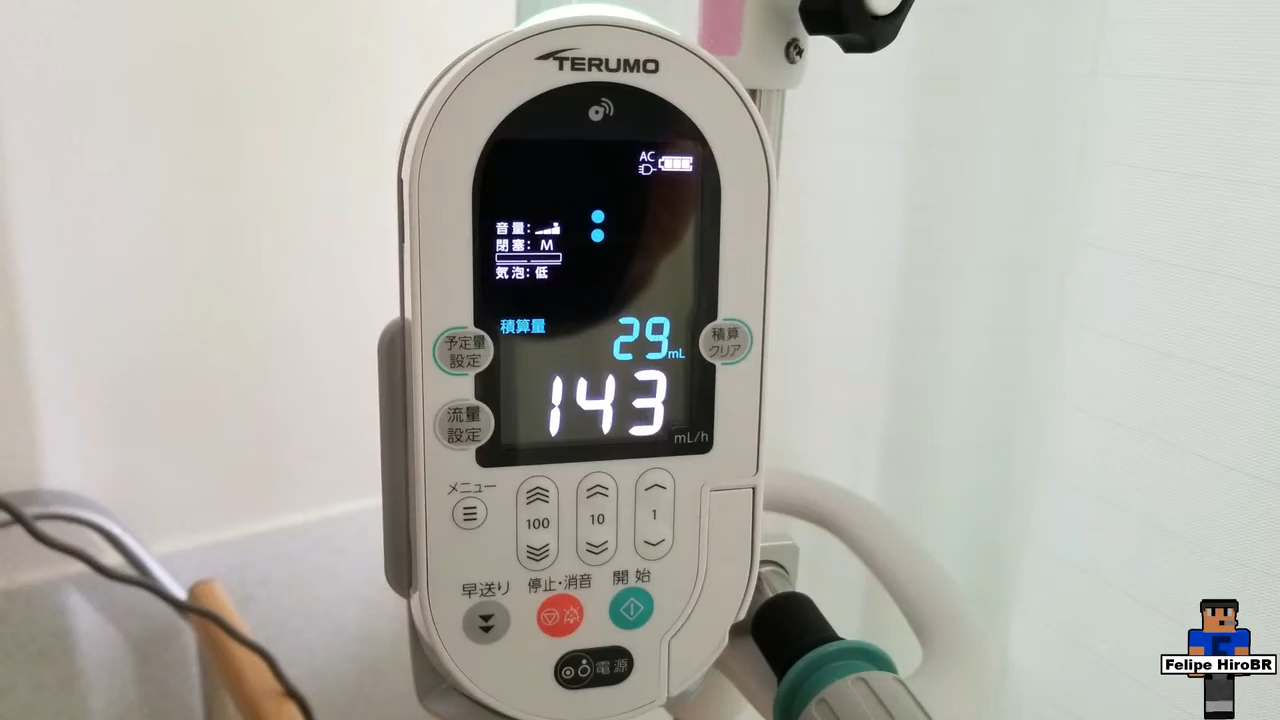 TERUMO
AC
音量:
閉塞: M
気泡: 低
積算量
29 mL
予定量
設定
積算
クリア
143
mL/h
流量
設定
メニュー
100
10
1
早送り
停止・消音
開始
電源
Felipe HiroBR